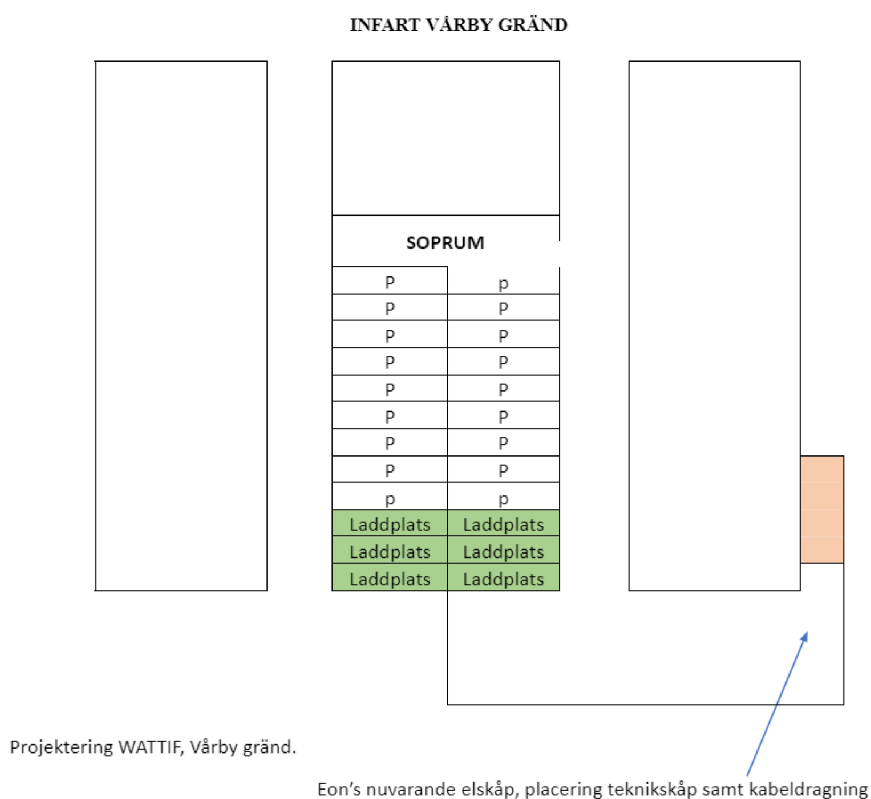 INFART VÅRBY GRÄND
SOPRUM
P p
P P
P P
P P
P P
P P
P P
P P
p p
Laddplats Laddplats
Laddplats Laddplats
Laddplats Laddplats
Projektering WATTIF, Vårby gränd.
Eon's nuvarande elskåp, placering teknikskåp samt kabeldragning